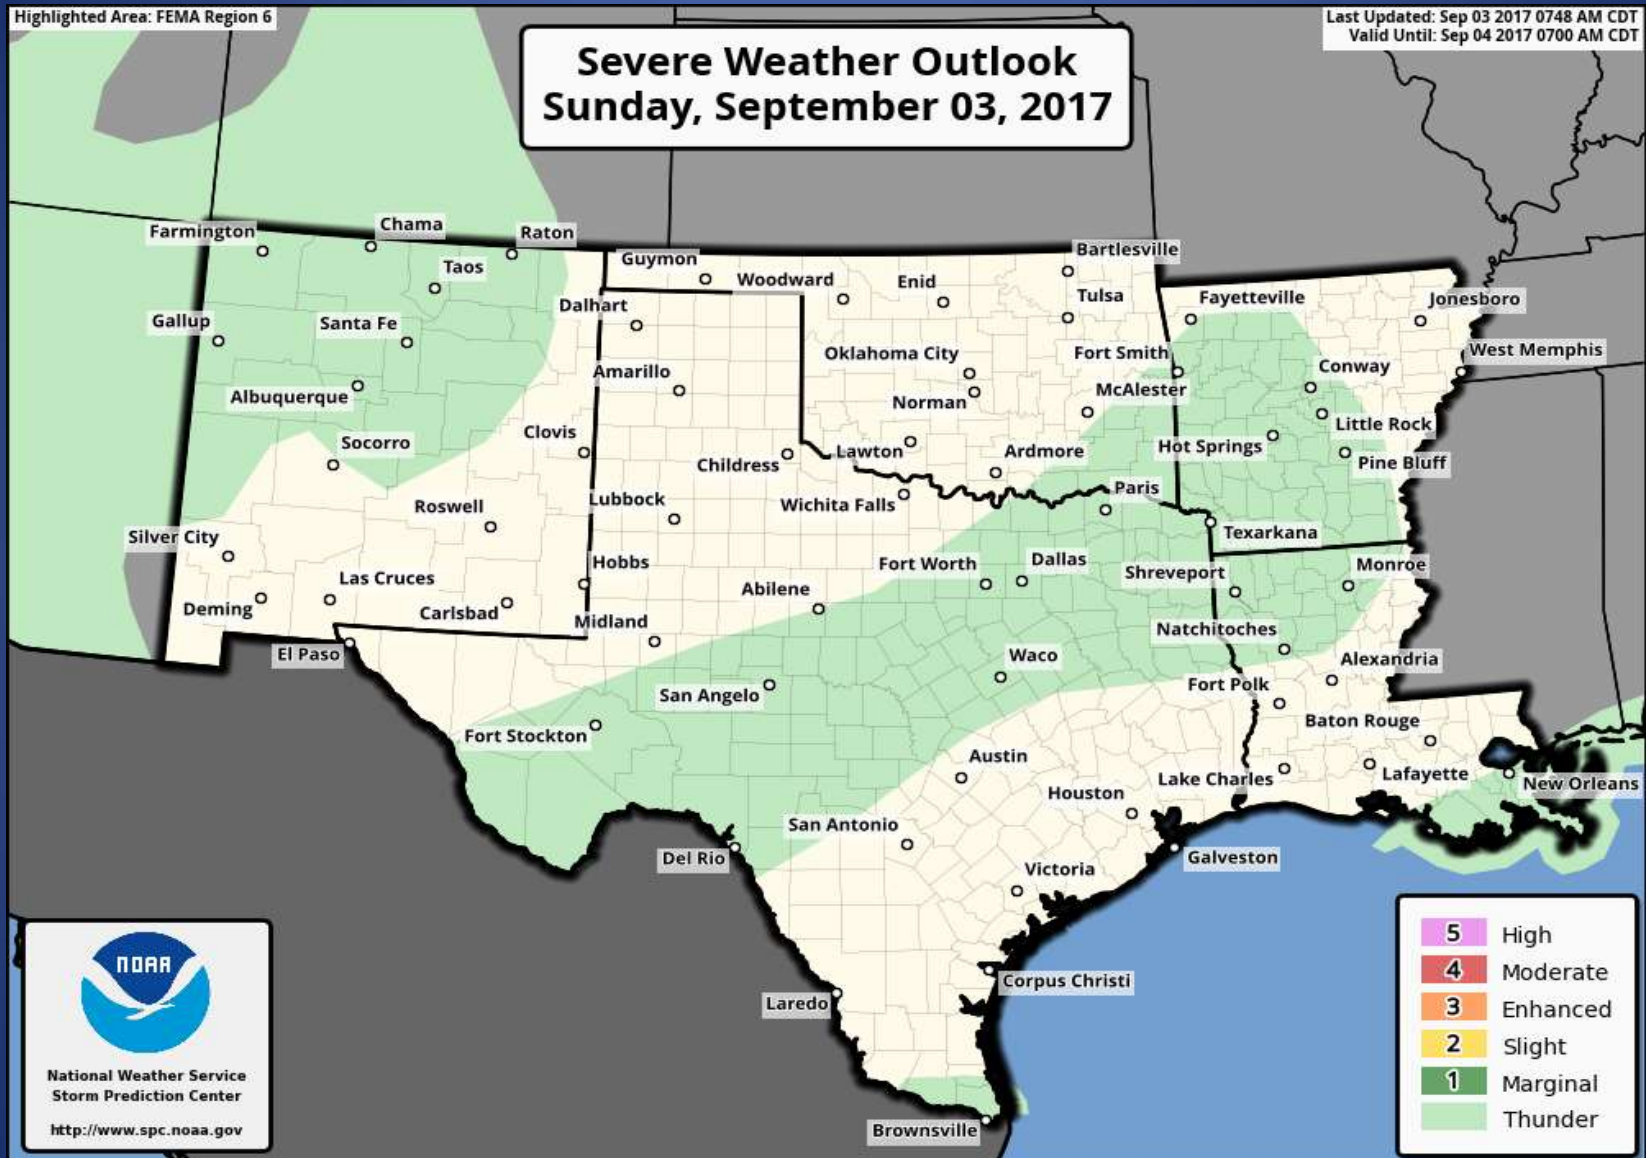 Highlighted Area: FEMA Region 6
Last Updated: Sep 03 2017 0748 AM CDT
Valid Until: Sep 04 2017 0700 AM CDT
Severe Weather Outlook
Sunday, September 03, 2017
Farmington
Chama
Raton
Taos
Guymon
Woodward
Enid
Bartlesville
Gallup
Santa Fe
Dalhart
Tulsa
Fayetteville
Jonesboro
Albuquerque
Amarillo
Oklahoma City
Fort Smith
West Memphis
Norman
McAlester
Conway
Socorro
Clovis
Childress
Lawton
Ardmore
Hot Springs
Little Rock
Pine Bluff
Roswell
Lubbock
Wichita Falls
Paris
Silver City
Texarkana
Las Cruces
Hobbs
Fort Worth
Dallas
Shreveport
Monroe
Deming
Carlsbad
Midland
Abilene
El Paso
Natchitoches
Waco
Alexandria
San Angelo
Fort Polk
Fort Stockton
Baton Rouge
Austin
Lake Charles
Lafayette
New Orleans
Houston
San Antonio
Del Rio
Galveston
Victoria
Corpus Christi
Laredo
Brownsville
NOAA
National Weather Service
Storm Prediction Center
http://www.spc.noaa.gov
5 High
4 Moderate
3 Enhanced
2 Slight
1 Marginal
Thunder